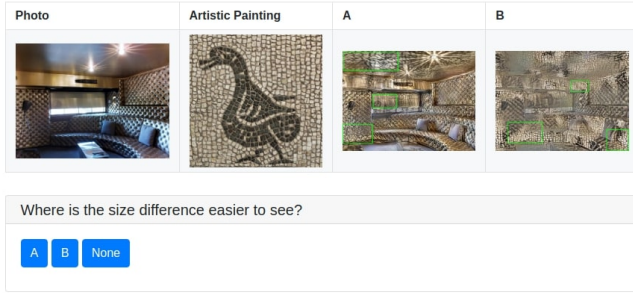 Photo Artistic Painting A B
Where is the size difference easier to see?
A B None